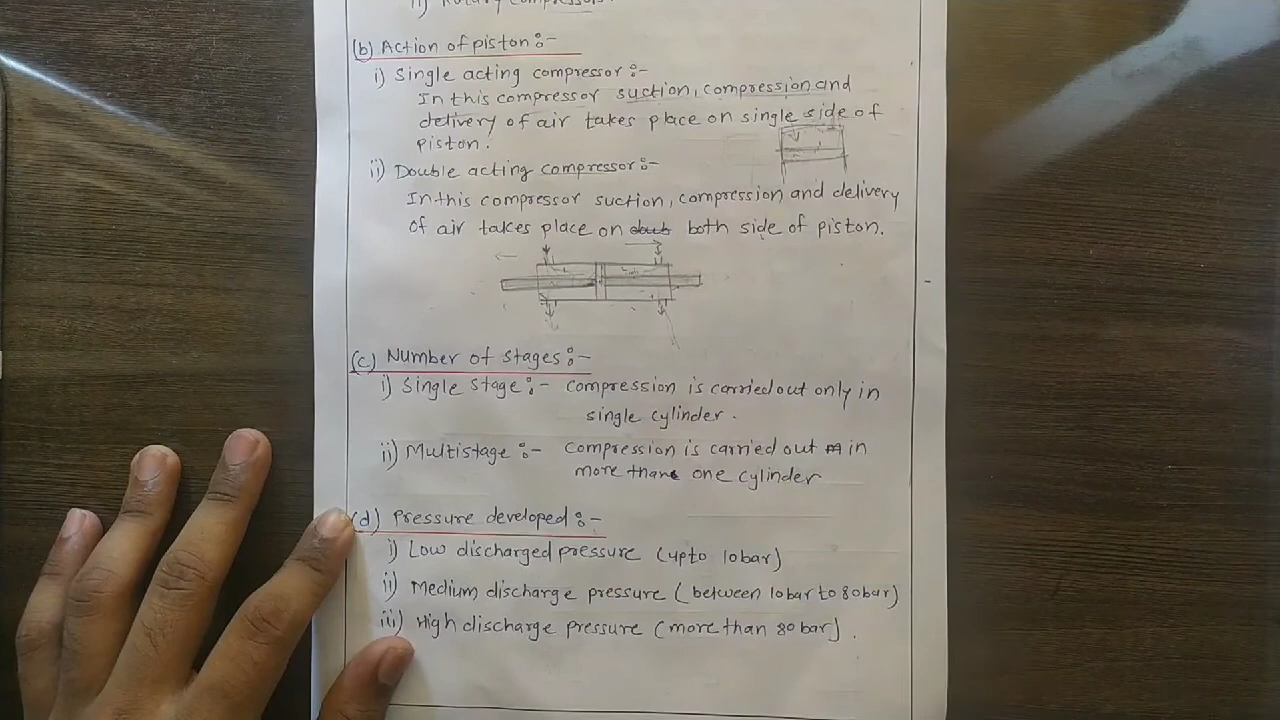 ii) Rotary compressors.
(b) Action of piston :-
i) Single acting compressor :-
In this compressor suction, compression and
delivery of air takes place on single side of
piston.
ii) Double acting compressor :-
In this compressor suction, compression and delivery
of air takes place on both side of piston.
(c) Number of stages :-
i) Single stage :- compression is carried out only in
single cylinder.
ii) Multistage :- compression is carried out in
more than one cylinder
(d) Pressure developed :-
i) Low discharged pressure (upto 10bar)
ii) Medium discharge pressure (between 10bar to 80bar)
iii) High discharge pressure (more than 80 bar).